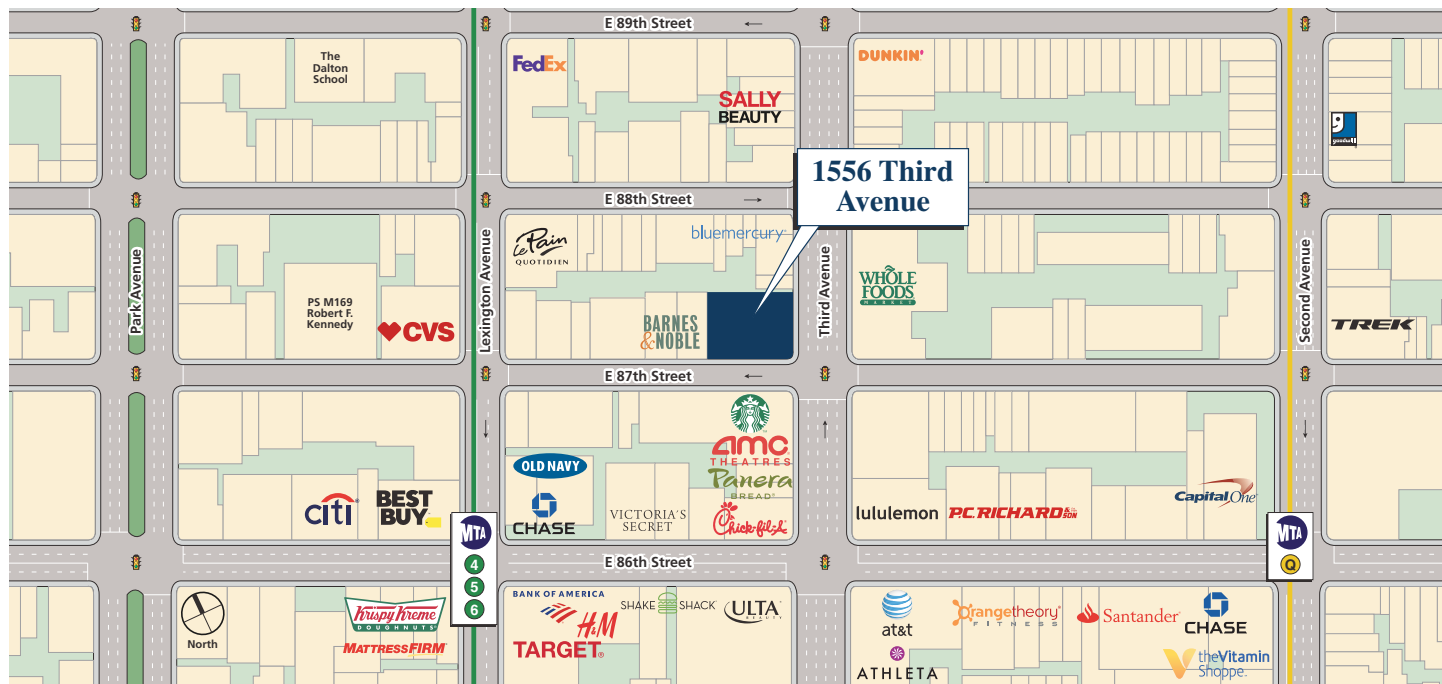 E 89th Street
←
The
Dalton
School
FedEx
SALLY
BEAUTY
DUNKIN'
goodwill
1556 Third
Avenue
E 88th Street
→
Park Avenue
Lexington Avenue
Third Avenue
Second Avenue
Le Pain
QUOTIDIEN
bluemercury
WHOLE
FOODS
MARKET
PS M169
Robert F.
Kennedy
CVS
BARNES
&NOBLE
TREK
E 87th Street
←
AMC
THEATRES
Panera
BREAD®
Chick-fil-A
OLD NAVY
CHASE
VICTORIA'S
SECRET
citi®
BEST
BUY
lululemon
P.C. RICHARD & SON
Capital One
MTA
4
5
6
MTA
Q
E 86th Street
North
Krispy Kreme
DOUGHNUTS
MATTRESSFIRM
BANK OF AMERICA
H&M
TARGET®
SHAKE SHACK
ULTA
BEAUTY
at&t
ATHLETA
Orangetheory
FITNESS
Santander
CHASE
theVitamin
Shoppe